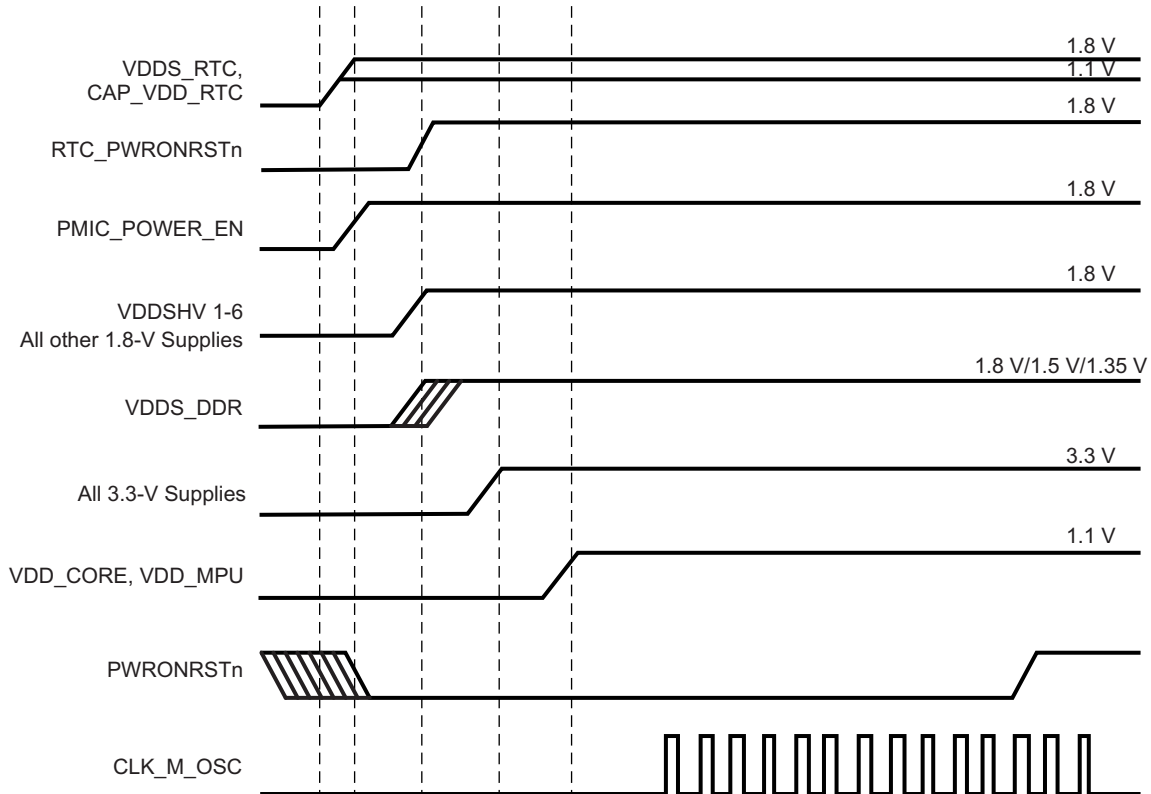 1.8 V
VDDS_RTC,
CAP_VDD_RTC
1.1 V
1.8 V
RTC_PWRONRSTn
1.8 V
PMIC_POWER_EN
1.8 V
VDDSHV 1-6
All other 1.8-V Supplies
1.8 V/1.5 V/1.35 V
VDDS_DDR
3.3 V
All 3.3-V Supplies
1.1 V
VDD_CORE, VDD_MPU
PWRONRSTn
CLK_M_OSC